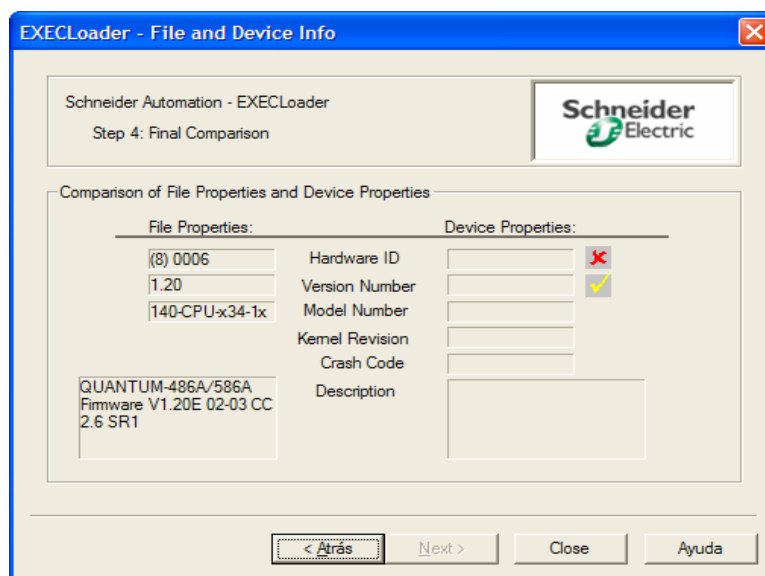 EXECLoader - File and Device Info
Schneider Automation - EXECLoader
Step 4: Final Comparison
Schneider
Electric
Comparison of File Properties and Device Properties
File Properties: Device Properties:
(8) 0006 Hardware ID
1.20 Version Number
140-CPU-x34-1x Model Number
Kernel Revision
Crash Code
QUANTUM-486A/586A Description
Firmware V1.20E 02-03 CC
2.6 SR1
< Atrás Next > Close Ayuda